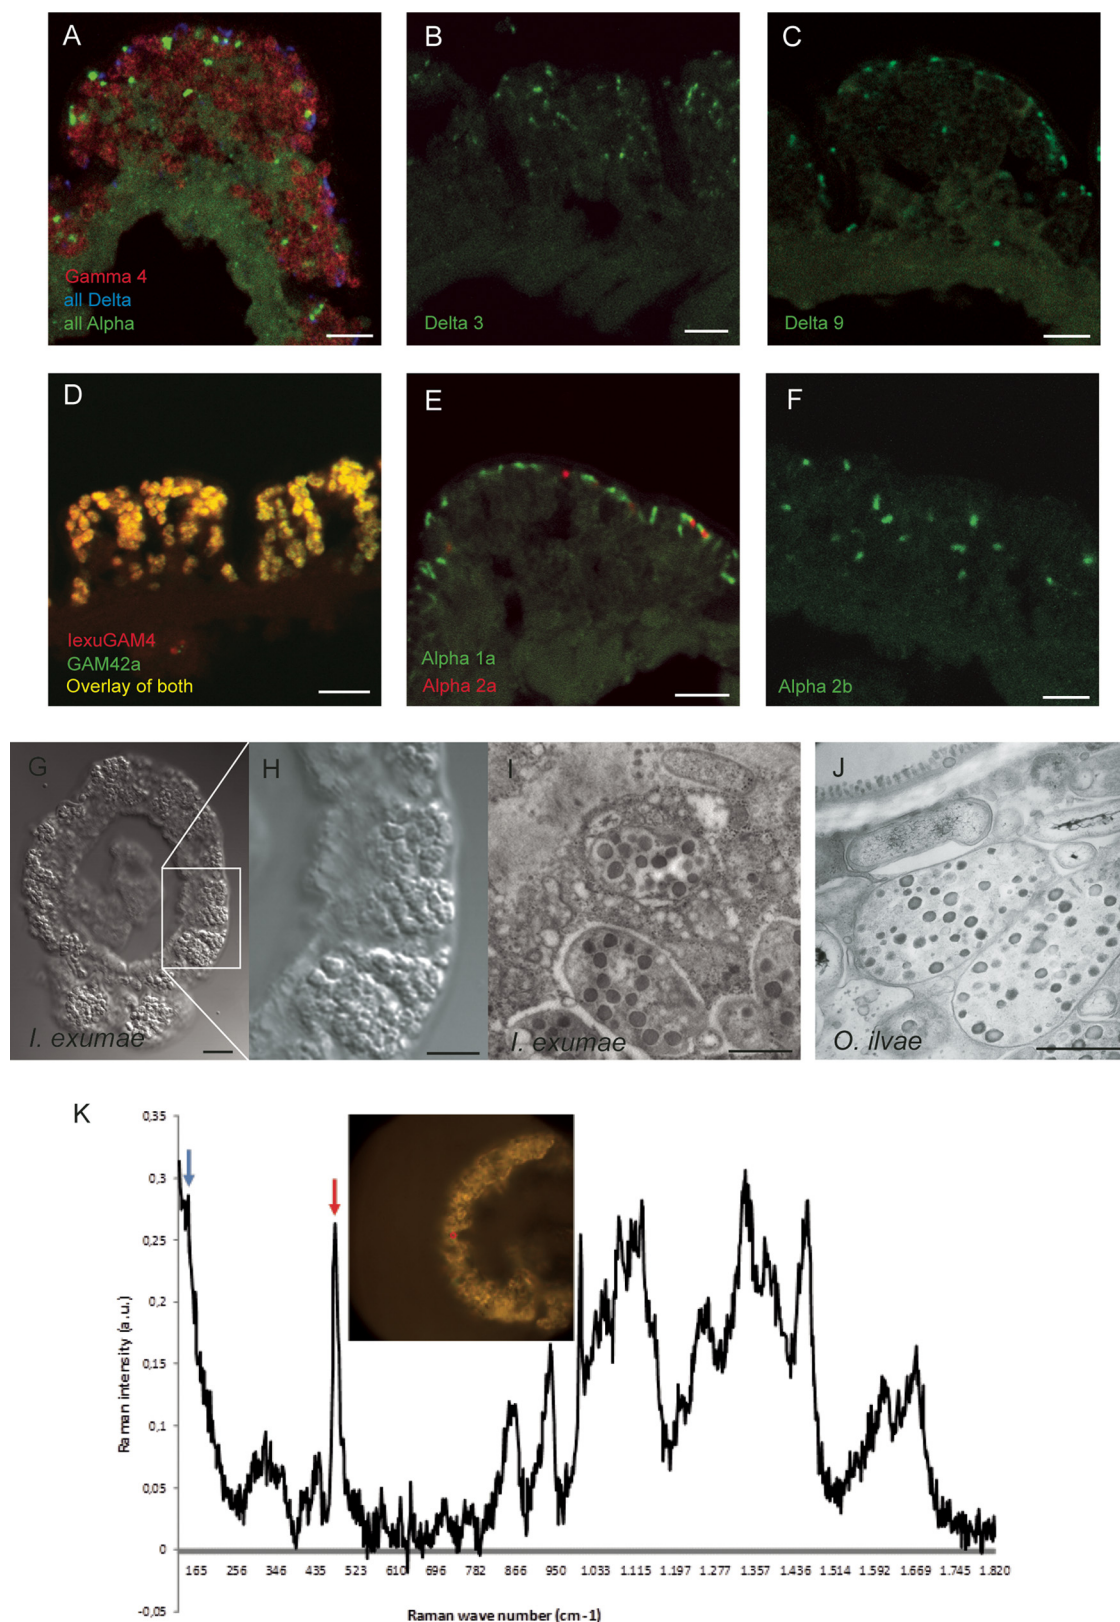 A
Gamma 4
all Delta
all Alpha
B
Delta 3
C
Delta 9
D
IexuGAM4
GAM42a
Overlay of both
E
Alpha 1a
Alpha 2a
F
Alpha 2b
G
I. exumae
H
I
I. exumae
J
O. ilvae
K
0,35
0,3
0,25
0,2
0,15
0,1
0,05
0
-0,05
Raman intensity (a.u.)
165 256 346 435 523 610 696 782 866 950 1.033 1.115 1.197 1.277 1.357 1.436 1.514 1.592 1.669 1.745 1.820
Raman wave number (cm-1)